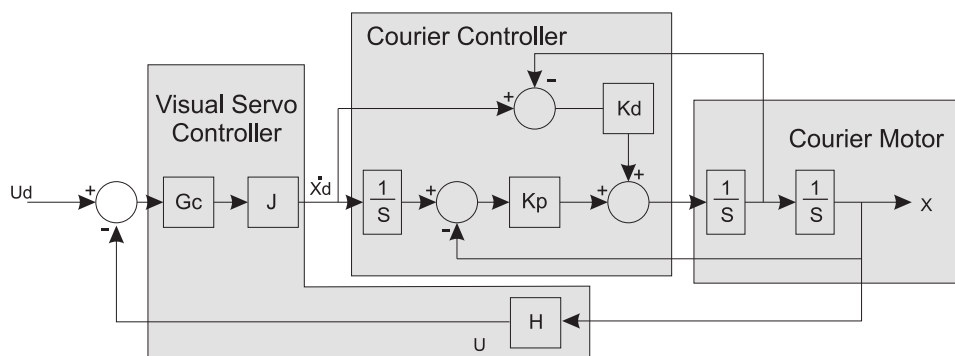 Courier Controller
Visual Servo
Controller
Courier Motor
Ud
+
-
Gc
J
Ẋd
1
S
+
-
Kp
+
-
Kd
+
+
1
S
1
S
X
H
U